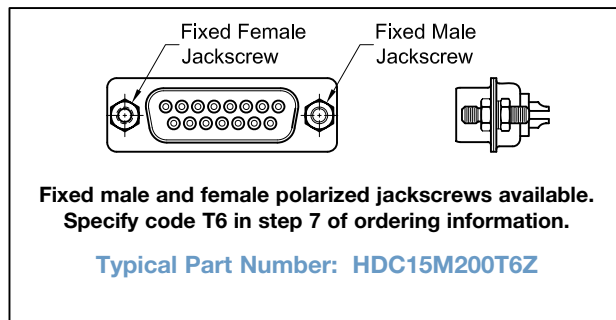 Fixed Female
Jackscrew
Fixed Male
Jackscrew
Fixed male and female polarized jackscrews available.
Specify code T6 in step 7 of ordering information.
Typical Part Number: HDC15M200T6Z